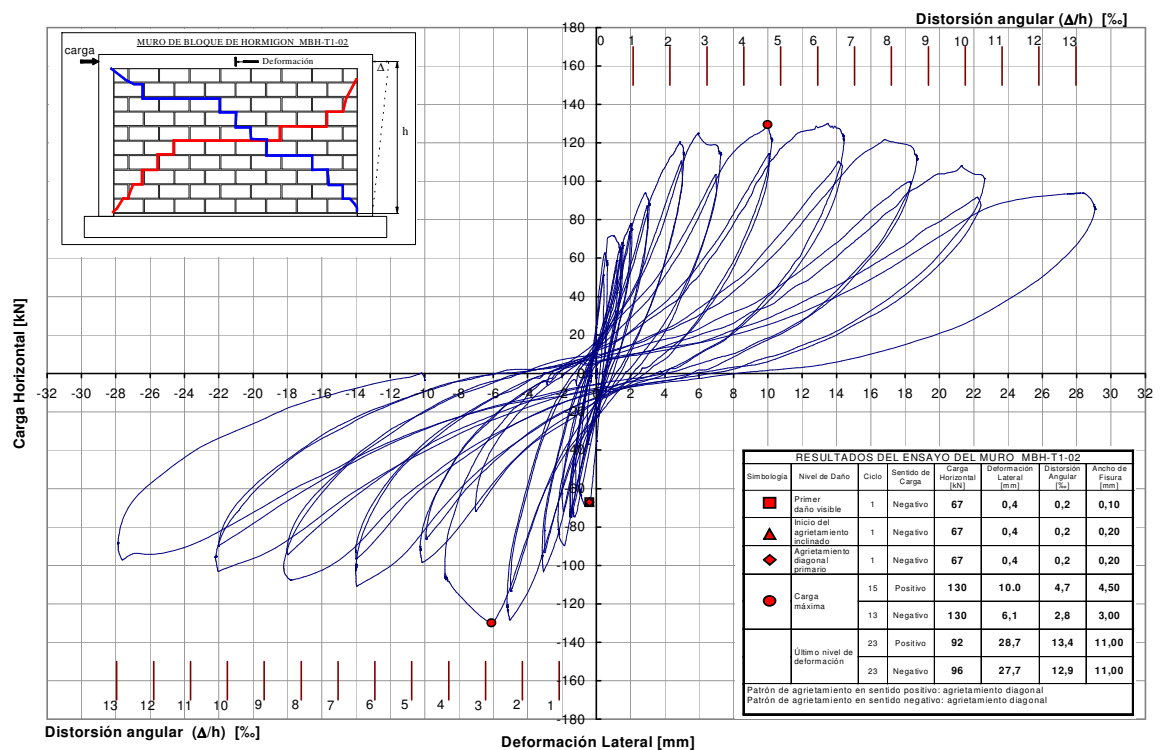 Distorsión angular (Δ/h) [‰]
0 1 2 3 4 5 6 7 8 9 10 11 12 13
MURO DE BLOQUE DE HORMIGON MBH-T1-02
carga
Deformación
Δ
h
180
160
140
120
100
80
60
40
20
0
-20
-40
-60
-80
-100
-120
-140
-160
-180
Carga Horizontal [kN]
-32 -30 -28 -26 -24 -22 -20 -18 -16 -14 -12 -10 -8 -6 -4 -2 0 2 4 6 8 10 12 14 16 18 20 22 24 26 28 30 32
RESULTADOS DEL ENSAYO DEL MURO MBH-T1-02
Simbología Nivel de Daño Ciclo Sentido de Carga Carga Horizontal [kN] Deformación Lateral [mm] Distorsión Angular [‰] Ancho de Fisura [mm]
Primer daño visible 1 Negativo 67 0,4 0,2 0,10
Inicio del agrietamiento inclinado 1 Negativo 67 0,4 0,2 0,20
Agrietamiento diagonal primario 1 Negativo 67 0,4 0,2 0,20
Carga máxima 15 Positivo 130 10.0 4,7 4,50
13 Negativo 130 6,1 2,8 3,00
Último nivel de deformación 23 Positivo 92 28,7 13,4 11,00
23 Negativo 96 27,7 12,9 11,00
Patrón de agrietamiento en sentido positivo: agrietamiento diagonal
Patrón de agrietamiento en sentido negativo: agrietamiento diagonal
13 12 11 10 9 8 7 6 5 4 3 2 1
Distorsión angular (Δ/h) [‰]
Deformación Lateral [mm]